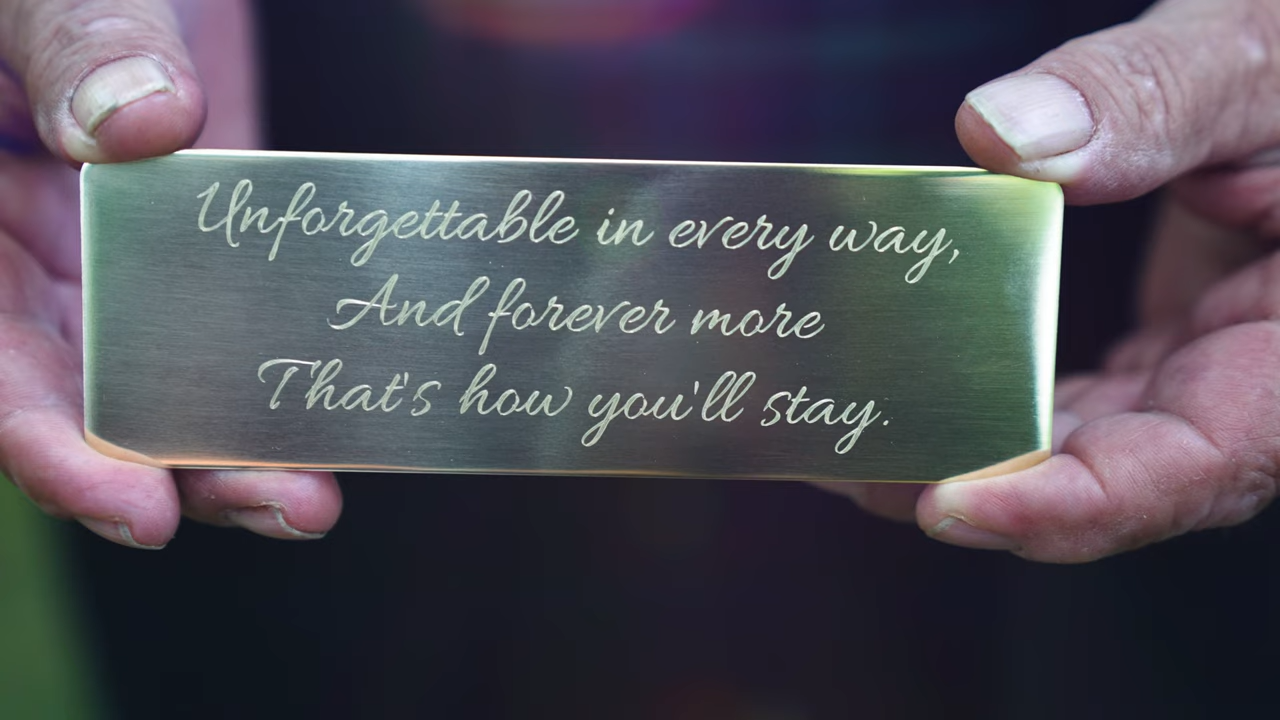 Unforgettable in every way,
And forever more
That's how you'll stay.